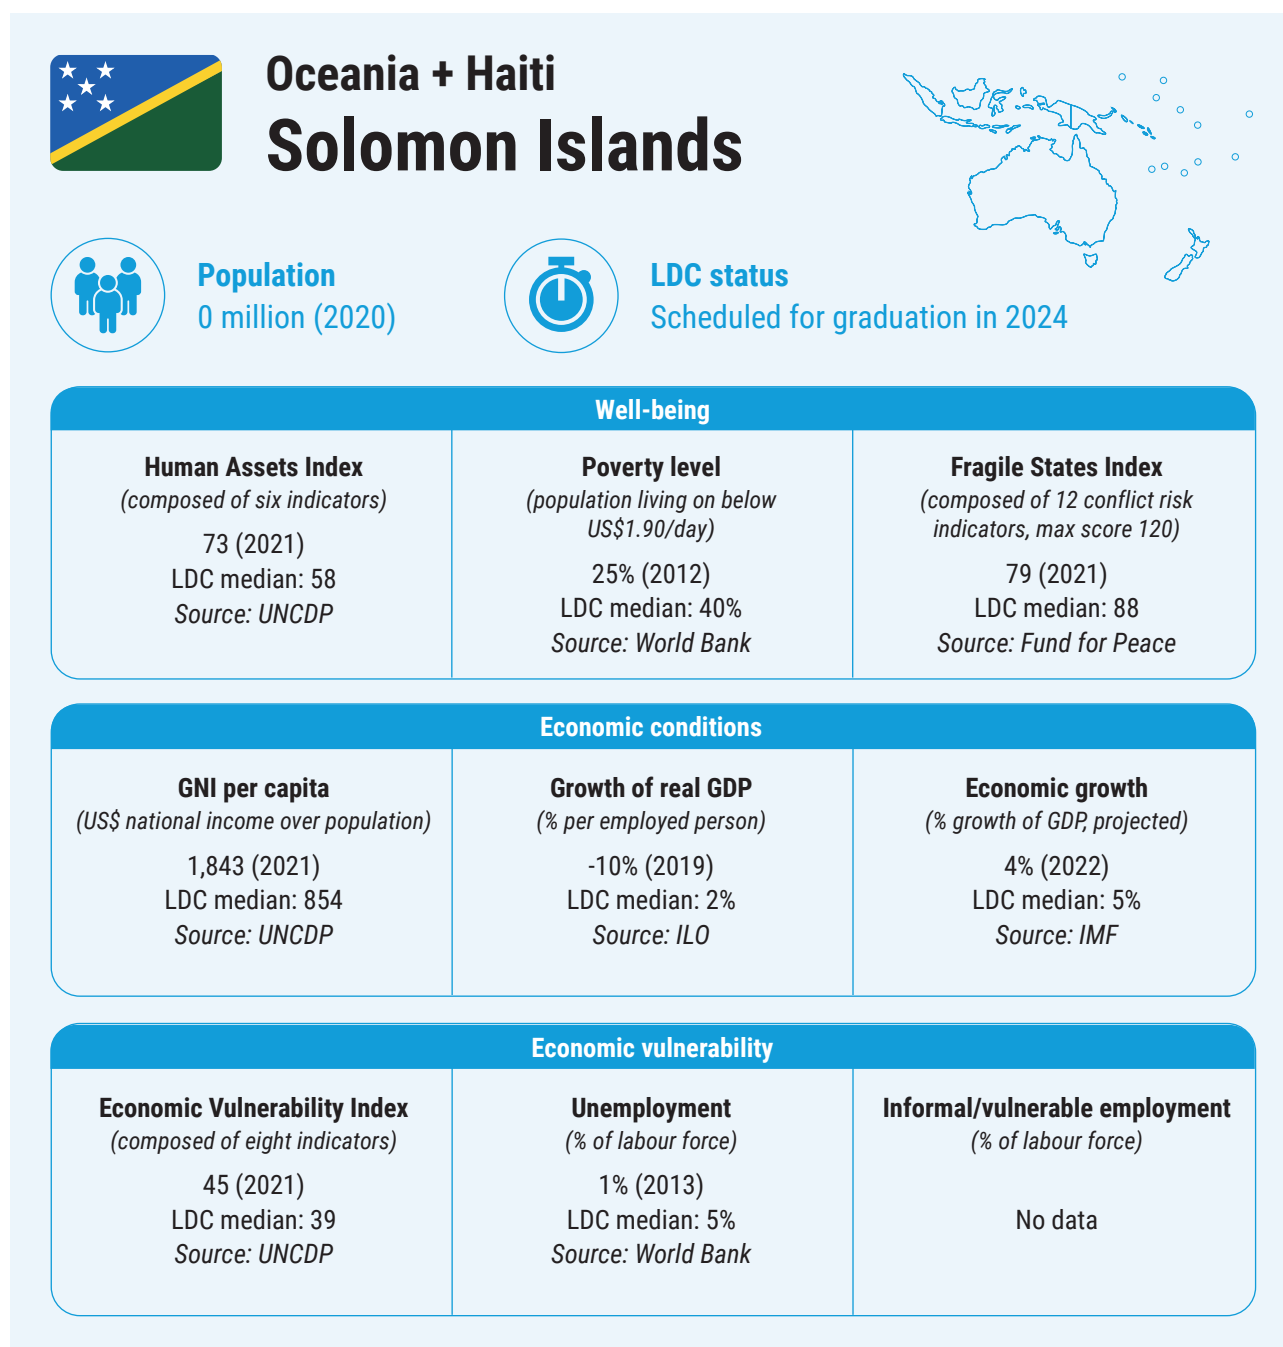 Oceania + Haiti
Solomon Islands
Population
0 million (2020)
LDC status
Scheduled for graduation in 2024
Well-being
Human Assets Index
(composed of six indicators)
73 (2021)
LDC median: 58
Source: UNCDP
Poverty level
(population living on below
US$1.90/day)
25% (2012)
LDC median: 40%
Source: World Bank
Fragile States Index
(composed of 12 conflict risk
indicators, max score 120)
79 (2021)
LDC median: 88
Source: Fund for Peace
Economic conditions
GNI per capita
(US$ national income over population)
1,843 (2021)
LDC median: 854
Source: UNCDP
Growth of real GDP
(% per employed person)
-10% (2019)
LDC median: 2%
Source: ILO
Economic growth
(% growth of GDP, projected)
4% (2022)
LDC median: 5%
Source: IMF
Economic vulnerability
Economic Vulnerability Index
(composed of eight indicators)
45 (2021)
LDC median: 39
Source: UNCDP
Unemployment
(% of labour force)
1% (2013)
LDC median: 5%
Source: World Bank
Informal/vulnerable employment
(% of labour force)
No data